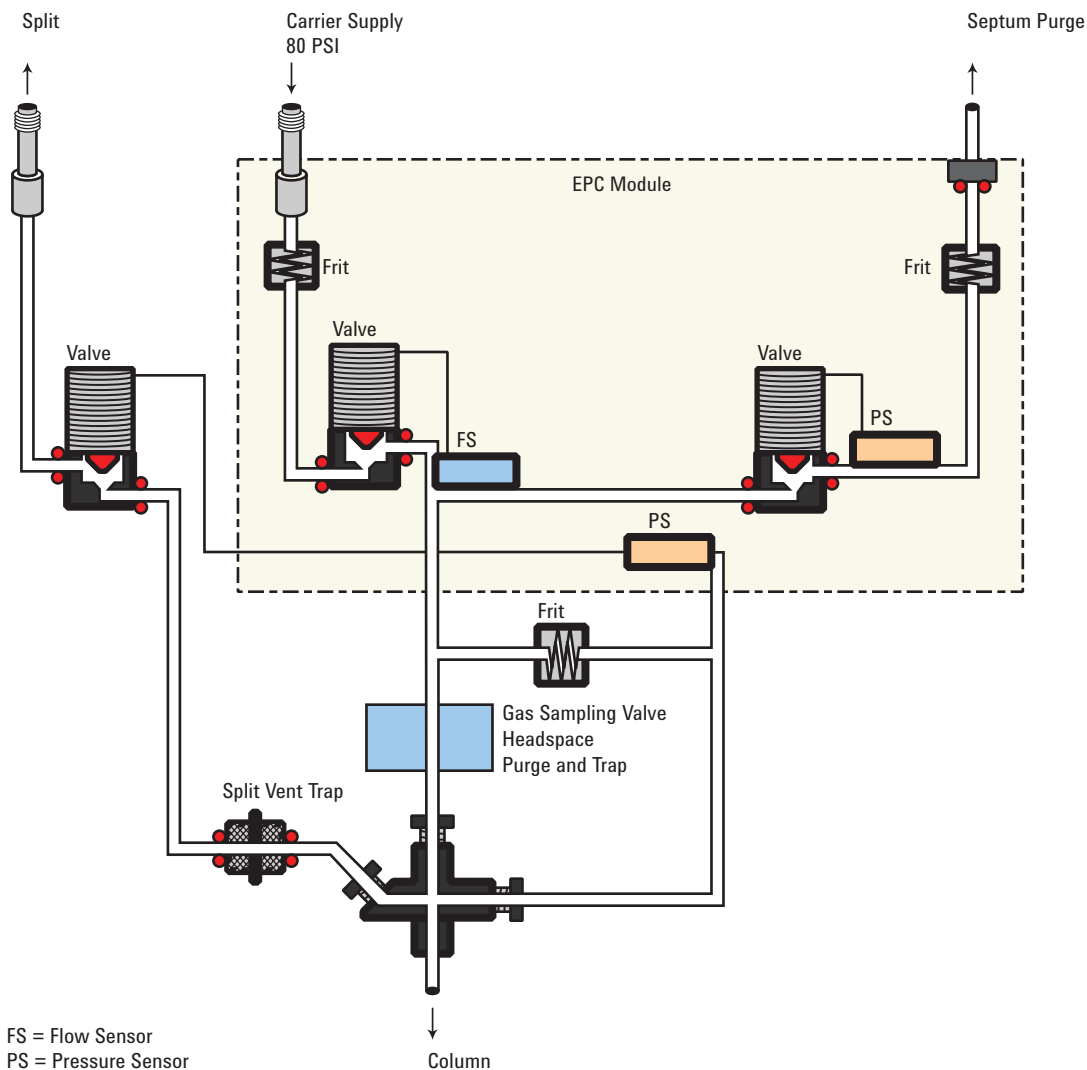 Split
Carrier Supply
80 PSI
Septum Purge
EPC Module
Frit
Frit
Valve
Valve
Valve
FS
PS
PS
Frit
Gas Sampling Valve
Headspace
Purge and Trap
Split Vent Trap
FS = Flow Sensor
PS = Pressure Sensor
Column